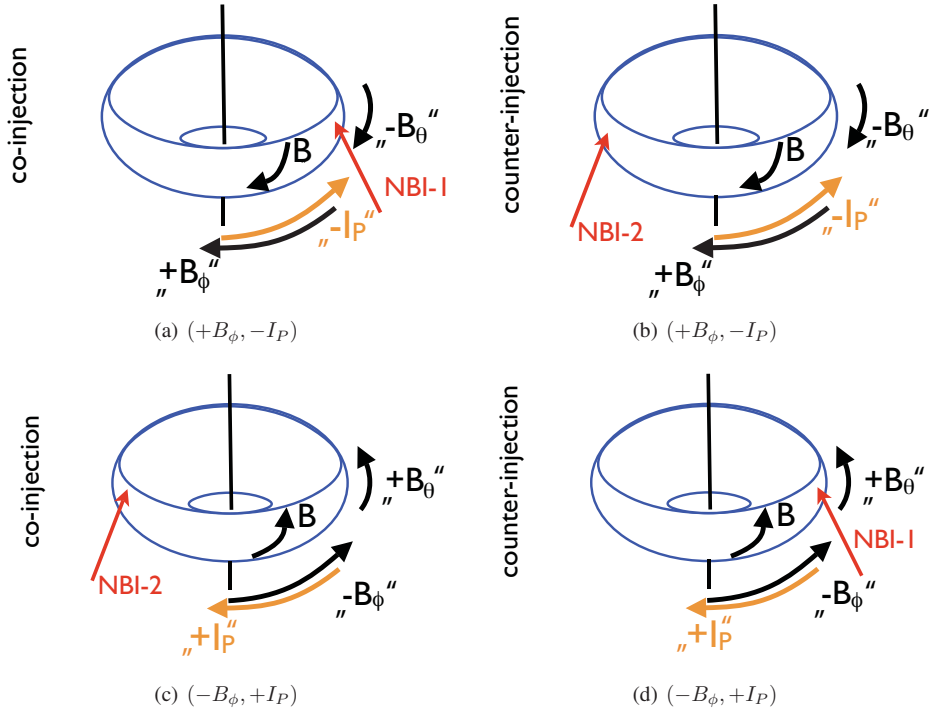 co-injection
B
„-Bθ“
NBI-1
„-IP“
„+Bϕ“
(a) (+Bϕ, −IP)
counter-injection
B
„-Bθ“
NBI-2
„-IP“
„+Bϕ“
(b) (+Bϕ, −IP)
co-injection
B
„+Bθ“
NBI-2
„-Bϕ“
„+IP“
(c) (−Bϕ, +IP)
counter-injection
B
„+Bθ“
NBI-1
„-Bϕ“
„+IP“
(d) (−Bϕ, +IP)